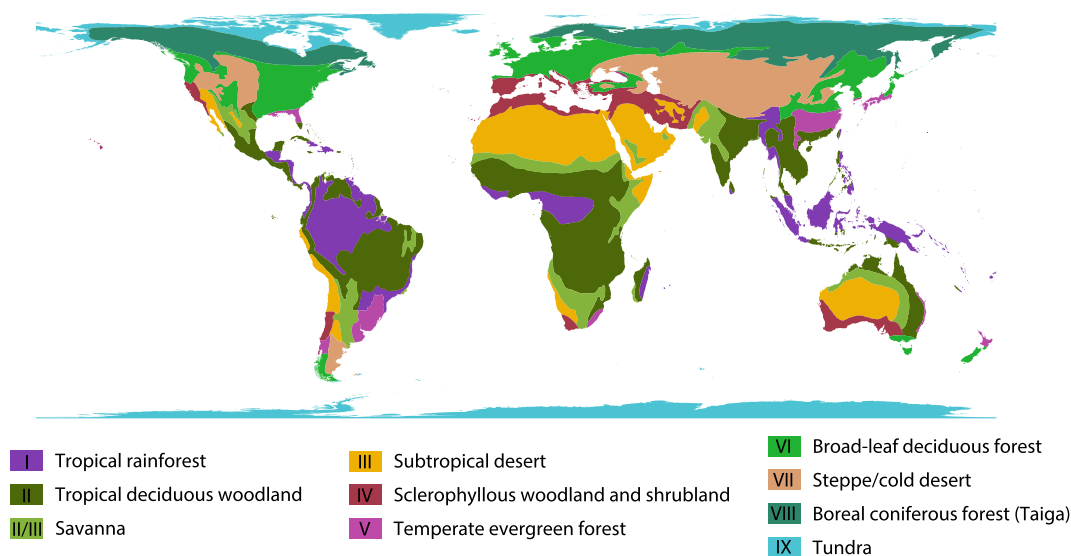 I Tropical rainforest
II Tropical deciduous woodland
II/III Savanna
III Subtropical desert
IV Sclerophyllous woodland and shrubland
V Temperate evergreen forest
VI Broad-leaf deciduous forest
VII Steppe/cold desert
VIII Boreal coniferous forest (Taiga)
IX Tundra